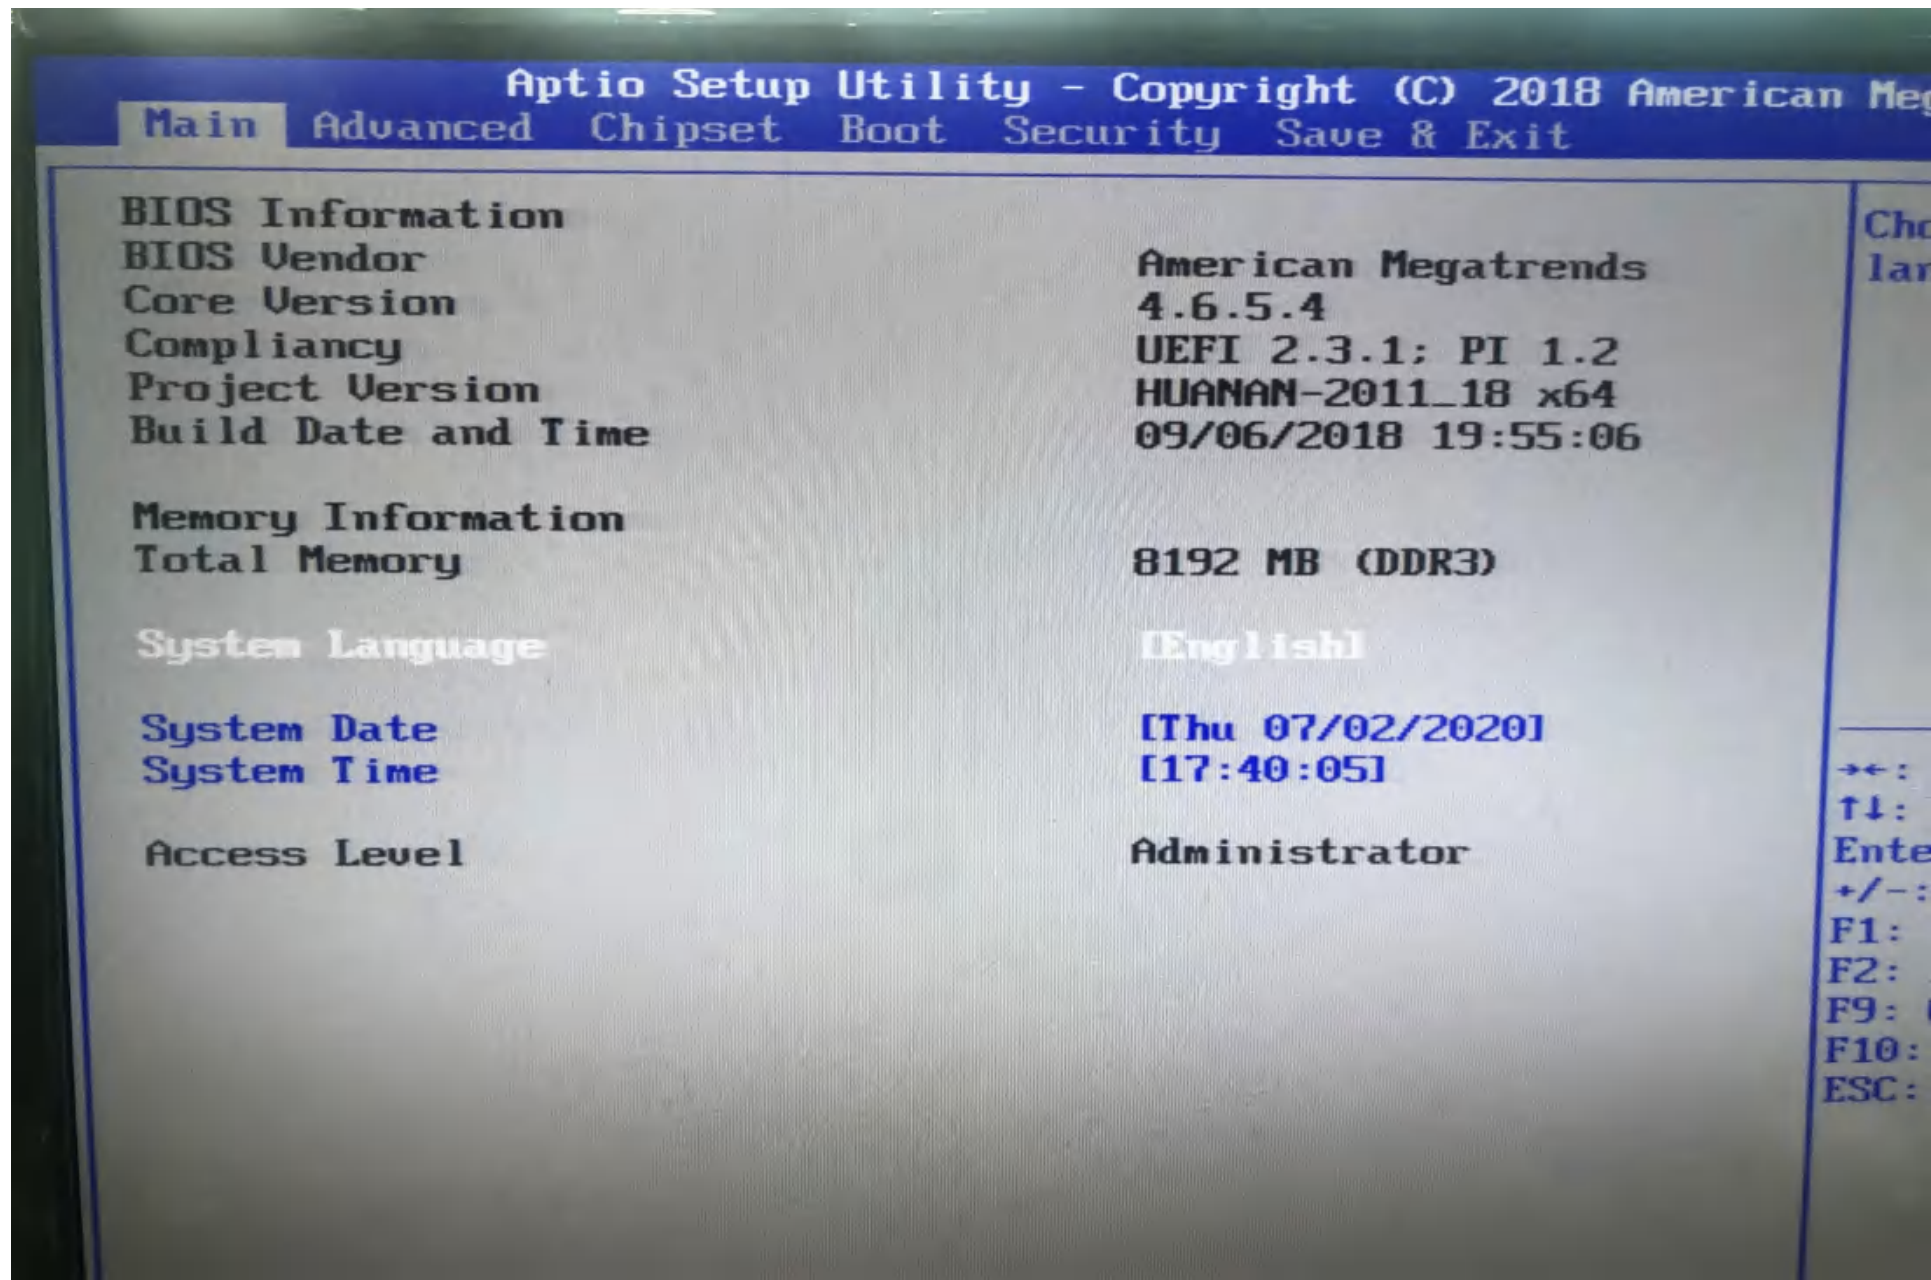 Aptio Setup Utility - Copyright (C) 2018 American
Main Advanced Chipset Boot Security Save & Exit
BIOS Information
BIOS Vendor American Megatrends
Core Version 4.6.5.4
Compliancy UEFI 2.3.1; PI 1.2
Project Version HUANAN-2011_18 x64
Build Date and Time 09/06/2018 19:55:06
Memory Information
Total Memory 8192 MB (DDR3)
System Language [English]
System Date [Thu 07/02/2020]
System Time [17:40:05]
Access Level Administrator
→←:
↑↓:
+/-:
F1:
F2:
F9:
F10:
ESC: